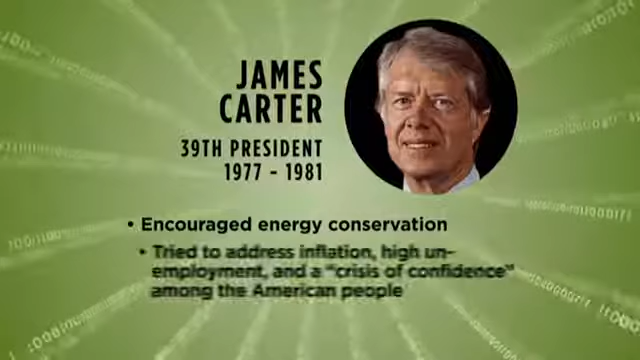 JAMES
CARTER
39TH PRESIDENT
1977 - 1981
• Encouraged energy conservation
• Tried to address inflation, high un-
employment, and a "crisis of confidence"
among the American people